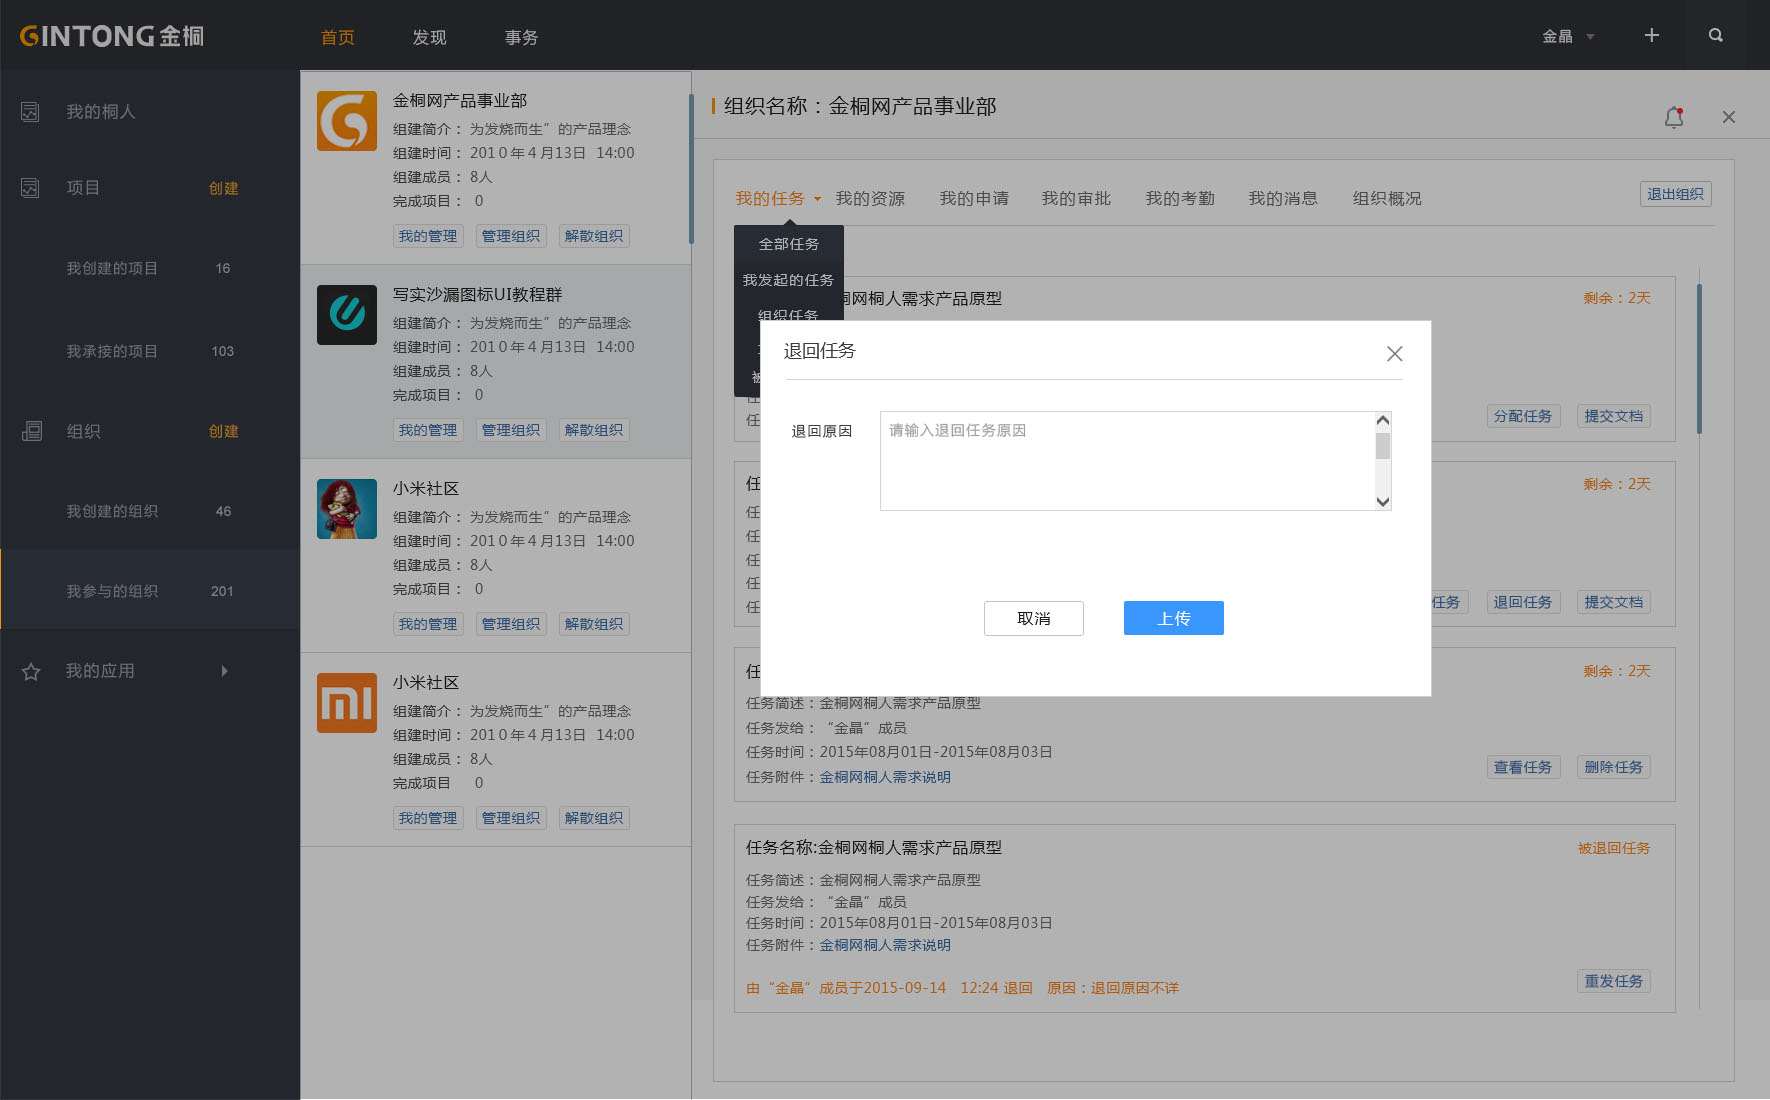 GINTONG金桐
首页 发现 事务
金晶
我的桐人
项目 创建
我创建的项目 16
我承接的项目 103
组织 创建
我创建的组织 46
我参与的组织 201
我的应用
金桐网产品事业部
组建简介： 为发烧而生”的产品理念
组建时间： 2010年4月13日 14:00
组建成员： 8人
完成项目： 0
我的管理 管理组织 解散组织
写实沙漏图标UI教程群
组建简介： 为发烧而生”的产品理念
组建时间： 2010年4月13日 14:00
组建成员： 8人
完成项目： 0
我的管理 管理组织 解散组织
小米社区
组建简介： 为发烧而生”的产品理念
组建时间： 2010年4月13日 14:00
组建成员： 8人
完成项目： 0
我的管理 管理组织 解散组织
mi
小米社区
组建简介： 为发烧而生”的产品理念
组建时间： 2010年4月13日 14:00
组建成员： 8人
完成项目 0
我的管理 管理组织 解散组织
组织名称：金桐网产品事业部
我的任务 我的资源 我的申请 我的审批 我的考勤 我的消息 组织概况
退出组织
全部任务
我发起的任务
组织任务
被
桐网桐人需求产品原型
剩余：2天
任
任
分配任务 提交文档
任
剩余：2天
任
任
任
任
任
任务 退回任务 提交文档
退回任务
退回原因
请输入退回任务原因
取消 上传
任
剩余：2天
任务简述：金桐网桐人需求产品原型
任务发给：“金晶”成员
任务时间：2015年08月01日-2015年08月03日
任务附件：金桐网桐人需求说明
查看任务 删除任务
任务名称:金桐网桐人需求产品原型
被退回任务
任务简述：金桐网桐人需求产品原型
任务发给：“金晶”成员
任务时间：2015年08月01日-2015年08月03日
任务附件：金桐网桐人需求说明
由“金晶”成员于2015-09-14 12:24 退回 原因：退回原因不详
重发任务